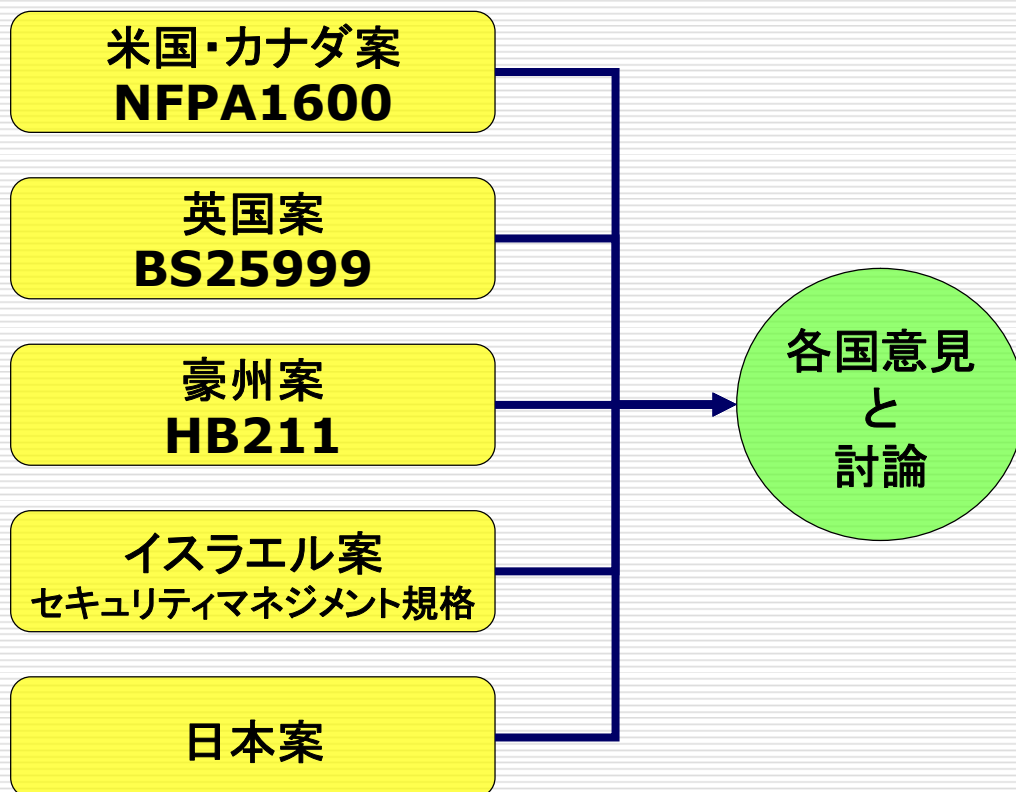 米国・カナダ案
NFPA1600
英国案
BS25999
豪州案
HB211
イスラエル案
セキュリティマネジメント規格
日本案
各国意見
と
討論